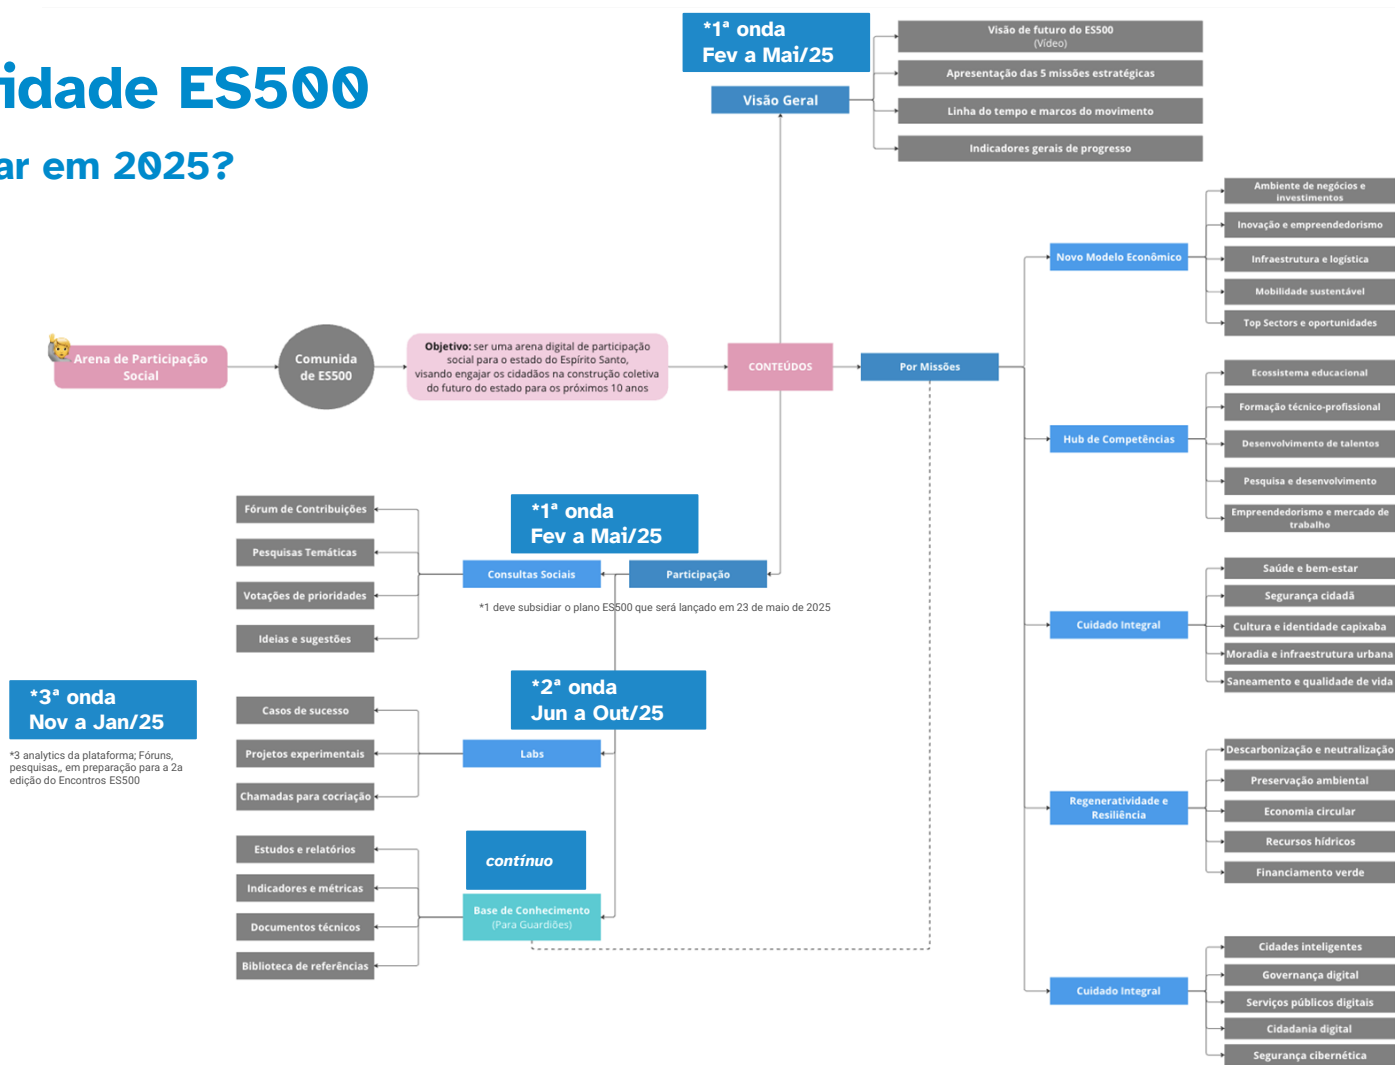 idade ES500
ar em 2025?
*1ª onda
Fev a Mai/25
Visão Geral
Visão de futuro do ES500
(Vídeo)
Apresentação das 5 missões estratégicas
Linha do tempo e marcos do movimento
Indicadores gerais de progresso
Arena de Participação
Social
Comunida
de ES500
Objetivo: ser uma arena digital de participação
social para o estado do Espírito Santo,
visando engajar os cidadãos na construção coletiva
do futuro do estado para os próximos 10 anos
CONTEÚDOS
Por Missões
Novo Modelo Econômico
Ambiente de negócios e
investimentos
Inovação e empreendedorismo
Infraestrutura e logística
Mobilidade sustentável
Top Sectors e oportunidades
Hub de Competências
Ecossistema educacional
Formação técnico-profissional
Desenvolvimento de talentos
Pesquisa e desenvolvimento
Empreendedorismo e mercado de
trabalho
Cuidado Integral
Saúde e bem-estar
Segurança cidadã
Cultura e identidade capixaba
Moradia e infraestrutura urbana
Saneamento e qualidade de vida
Regeneratividade e
Resiliência
Descarbonização e neutralização
Preservação ambiental
Economia circular
Recursos hídricos
Financiamento verde
Cuidado Integral
Cidades inteligentes
Governança digital
Serviços públicos digitais
Cidadania digital
Segurança cibernética
*1ª onda
Fev a Mai/25
Participação
Consultas Sociais
*1 deve subsidiar o plano ES500 que será lançado em 23 de maio de 2025
Fórum de Contribuições
Pesquisas Temáticas
Votações de prioridades
Ideias e sugestões
*2ª onda
Jun a Out/25
Labs
Casos de sucesso
Projetos experimentais
Chamadas para cocriação
*3ª onda
Nov a Jan/25
*3 analytics da plataforma; Fóruns,
pesquisas,, em preparação para a 2a
edição do Encontros ES500
contínuo
Base de Conhecimento
(Para Guardiões)
Estudos e relatórios
Indicadores e métricas
Documentos técnicos
Biblioteca de referências